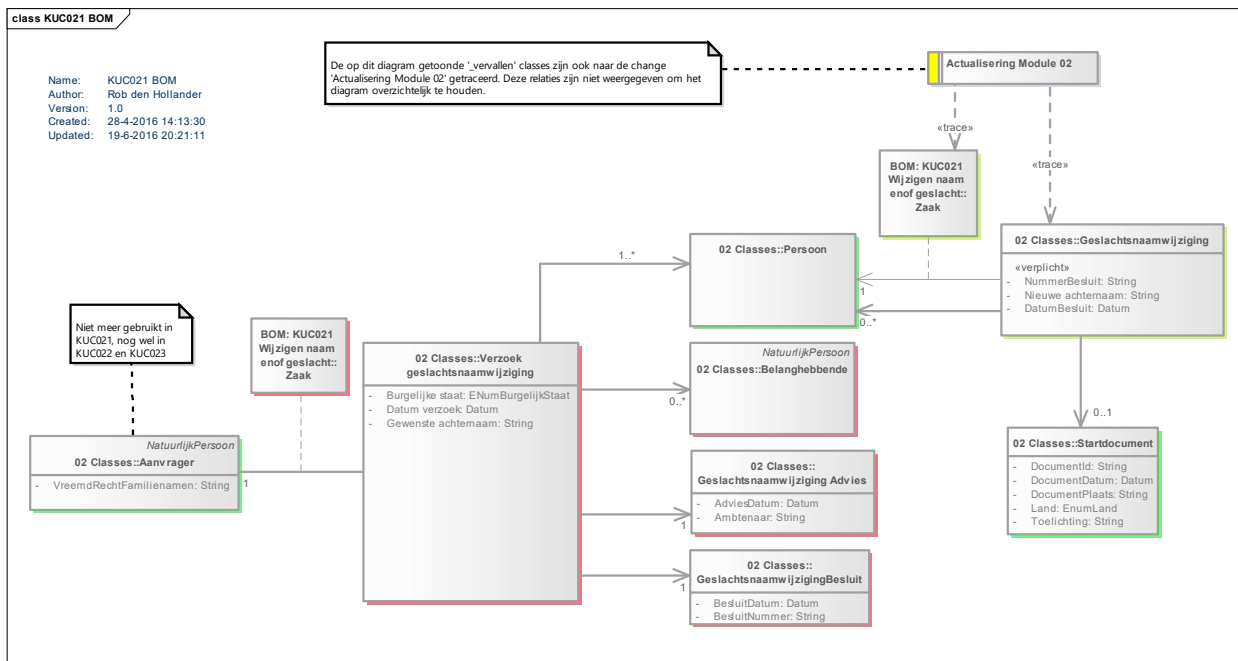 class KUC021 BOM
Name: KUC021 BOM
Author: Rob den Hollander
Version: 1.0
Created: 28-4-2016 14:13:30
Updated: 19-6-2016 20:21:11
De op dit diagram getoonde '_vervallen' classes zijn ook naar de change
'Actualisering Module 02' getraceerd. Deze relaties zijn niet weergegeven om het
diagram overzichtelijk te houden.
Actualisering Module 02
«trace»
«trace»
BOM: KUC021
Wijzigen naam
enof geslacht::
Zaak
02 Classes::Geslachtsnaamwijziging
«verplicht»
- NummerBesluit: String
- Nieuwe achternaam: String
- DatumBesluit: Datum
02 Classes::Persoon
1..*
1
0..*
Niet meer gebruikt in
KUC021, nog wel in
KUC022 en KUC023
BOM: KUC021
Wijzigen naam
enof geslacht::
Zaak
02 Classes::Verzoek
geslachtsnaamwijziging
- Burgelijke staat: ENumBurgelijkStaat
- Datum verzoek: Datum
- Gewenste achternaam: String
NatuurlijkPersoon
02 Classes::Belanghebbende
0..*
0..1
NatuurlijkPersoon
02 Classes::Aanvrager
- VreemdRechtFamilienamen: String
1
02 Classes::
Geslachtsnaamwijziging Advies
- AdviesDatum: Datum
- Ambtenaar: String
1
02 Classes::Startdocument
- DocumentId: String
- DocumentDatum: Datum
- DocumentPlaats: String
- Land: EnumLand
- Toelichting: String
02 Classes::
GeslachtsnaamwijzigingBesluit
- BesluitDatum: Datum
- BesluitNummer: String
1